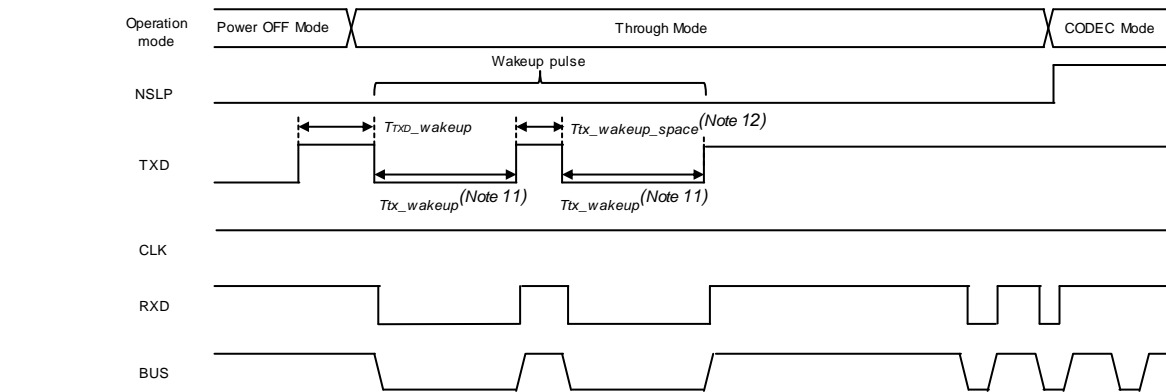 Operation
mode
Power OFF Mode
Through Mode
CODEC Mode
Wakeup pulse
NSLP
TTXD_wakeup
Ttx_wakeup_space(Note 12)
TXD
Ttx_wakeup(Note 11)
Ttx_wakeup(Note 11)
CLK
RXD
BUS